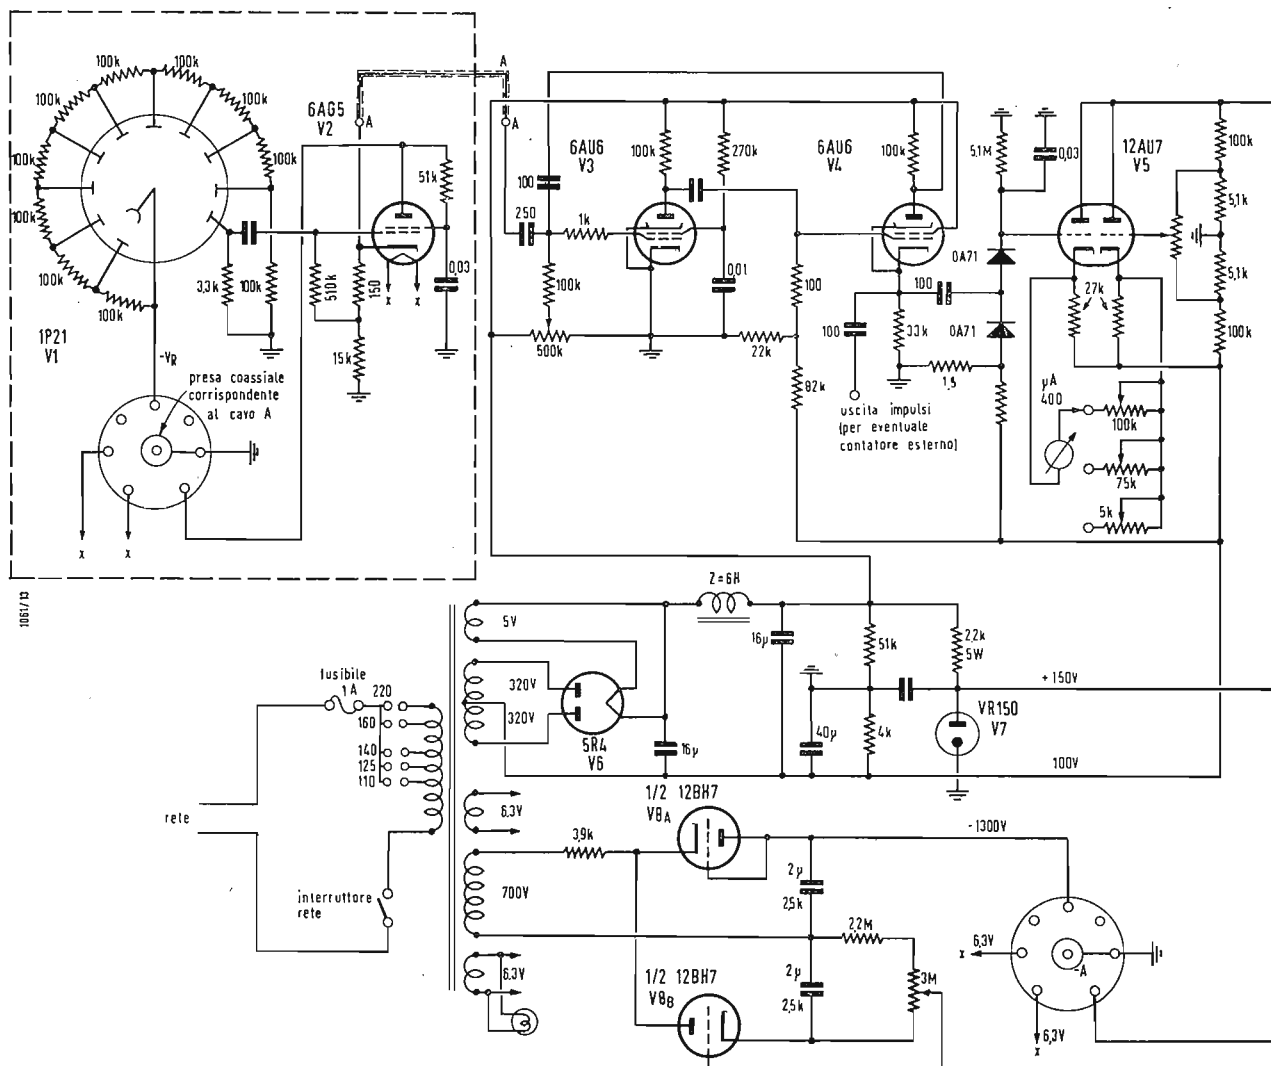 100k
100k
100k
100k
100k
100k
100k
100k
100k
1P21
V1
-VR
presa coassiale
corrispondente
al cavo A
3,3k
100k
510k
150
15k
6AG5
V2
A
51k
0,03
x
x
x
x
A
A
6AU6
V3
100
250
1k
100k
500k
100k
270k
0,01
22k
100
82k
6AU6
V4
100k
100
33k
100
1,5
uscita impulsi
(per eventuale
contatore esterno)
5,1M
0,03
0A71
0A71
12AU7
V5
27k
100k
5,1k
5,1k
100k
µA
400
100k
75k
5k
1061/13
fusibile
1A
220
160
140
125
110
rete
interruttore
rete
5V
320V
320V
6,3V
700V
6,3V
5R4
V6
16µ
Z=6H
16µ
51k
40µ
4k
2,2k
5W
+150V
VR150
V7
100V
1/2 12BH7
V8A
3,9k
-1300V
2µ
2,5k
2,2M
3M
2µ
2,5k
1/2 12BH7
V8B
6,3V
x
-A
6,3V
x